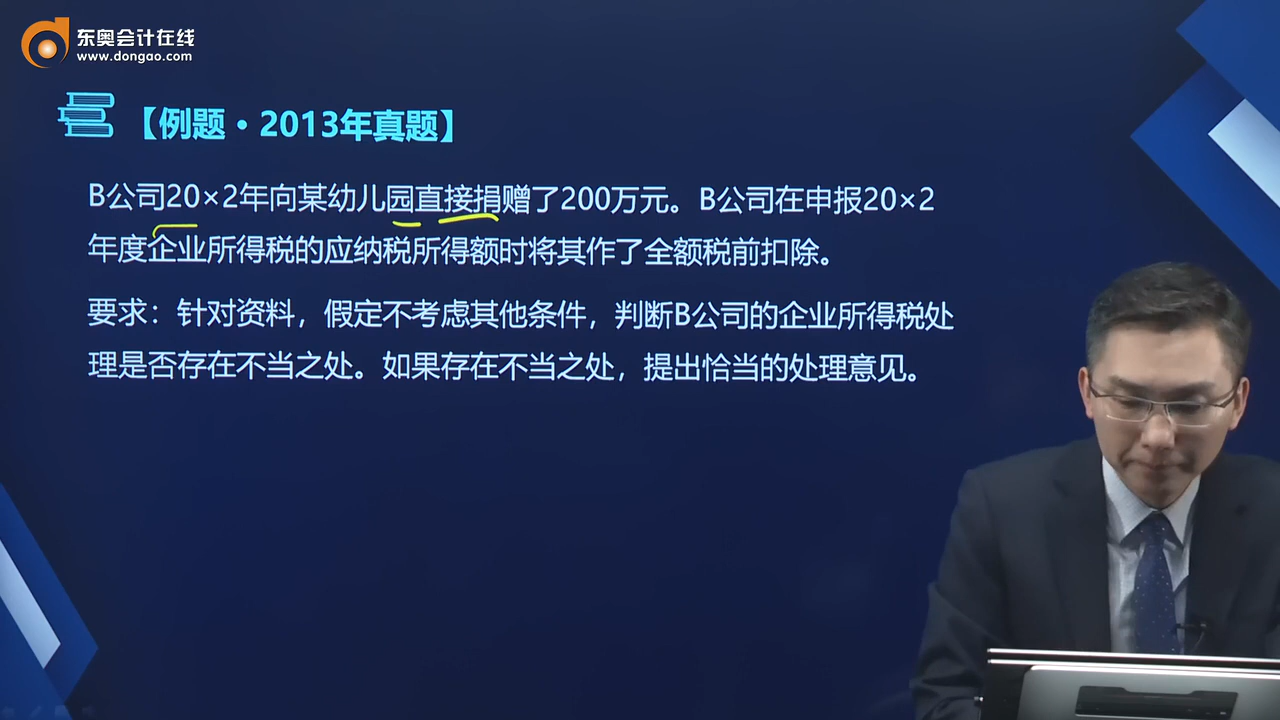 东奥会计在线
www.dongao.com
【例题•2013年真题】
B公司20×2年向某幼儿园直接捐赠了200万元。B公司在申报20×2
年度企业所得税的应纳税所得额时将其作了全额税前扣除。
要求：针对资料，假定不考虑其他条件，判断B公司的企业所得税处
理是否存在不当之处。如果存在不当之处，提出恰当的处理意见。